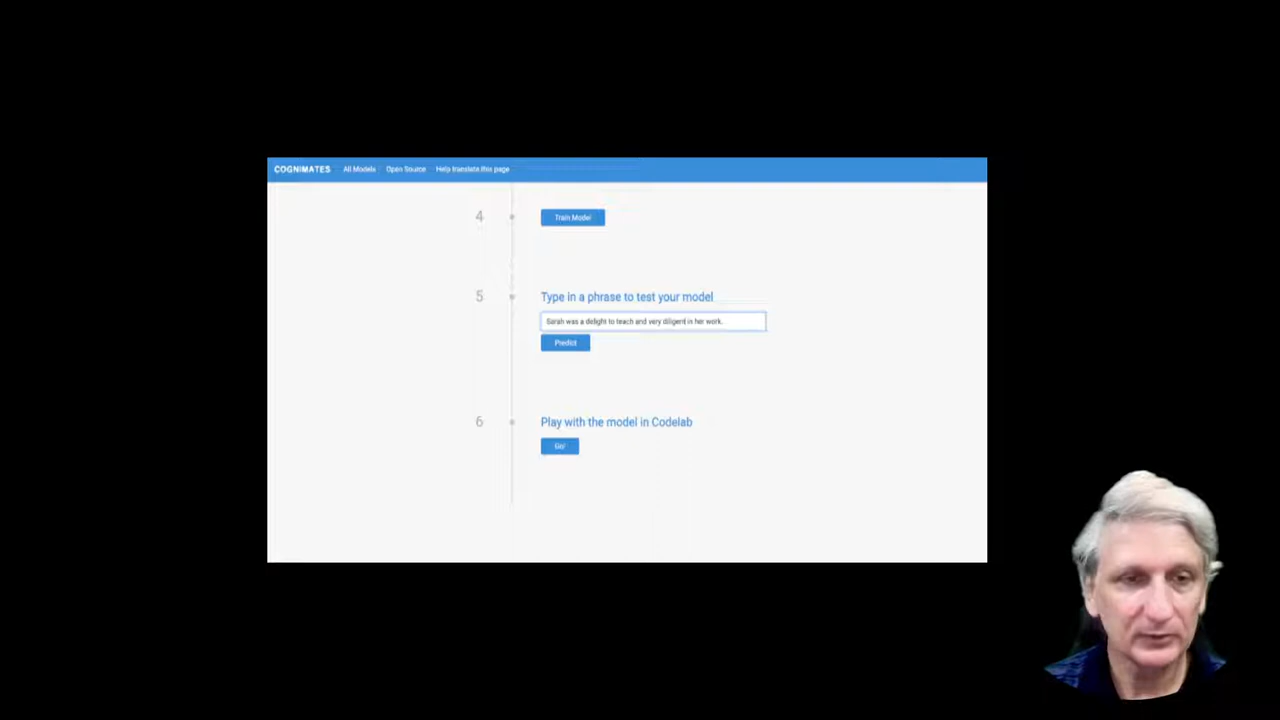 COGNIMATES All Models Open Source Help translate this page
4
Train Model
5
Type in a phrase to test your model
Sarah was a delight to teach and very diligent in her work.
Predict
6
Play with the model in Codelab
Go!